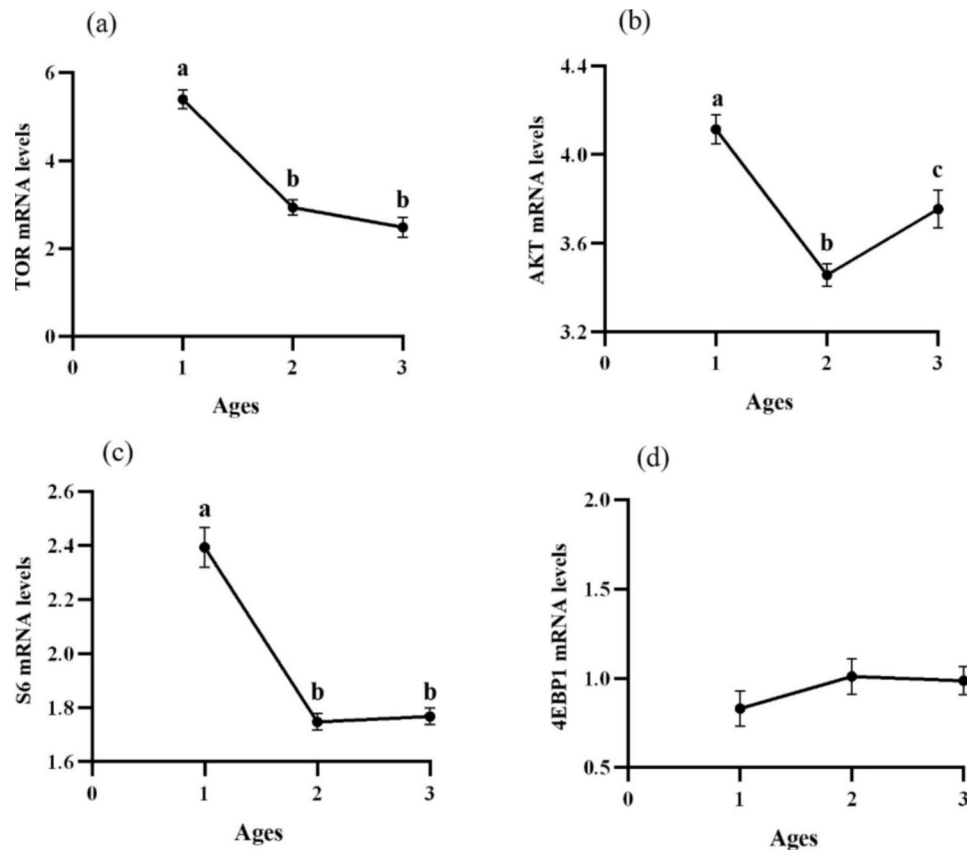 (a)
TOR mRNA levels
6
4
2
0
a
b
b
0 1 2 3
Ages
(b)
AKT mRNA levels
4.4
4.0
3.6
3.2
a
b
c
0 1 2 3
Ages
(c)
S6 mRNA levels
2.6
2.4
2.2
2.0
1.8
1.6
a
b
b
0 1 2 3
Ages
(d)
4EBP1 mRNA levels
2.0
1.5
1.0
0.5
0 1 2 3
Ages